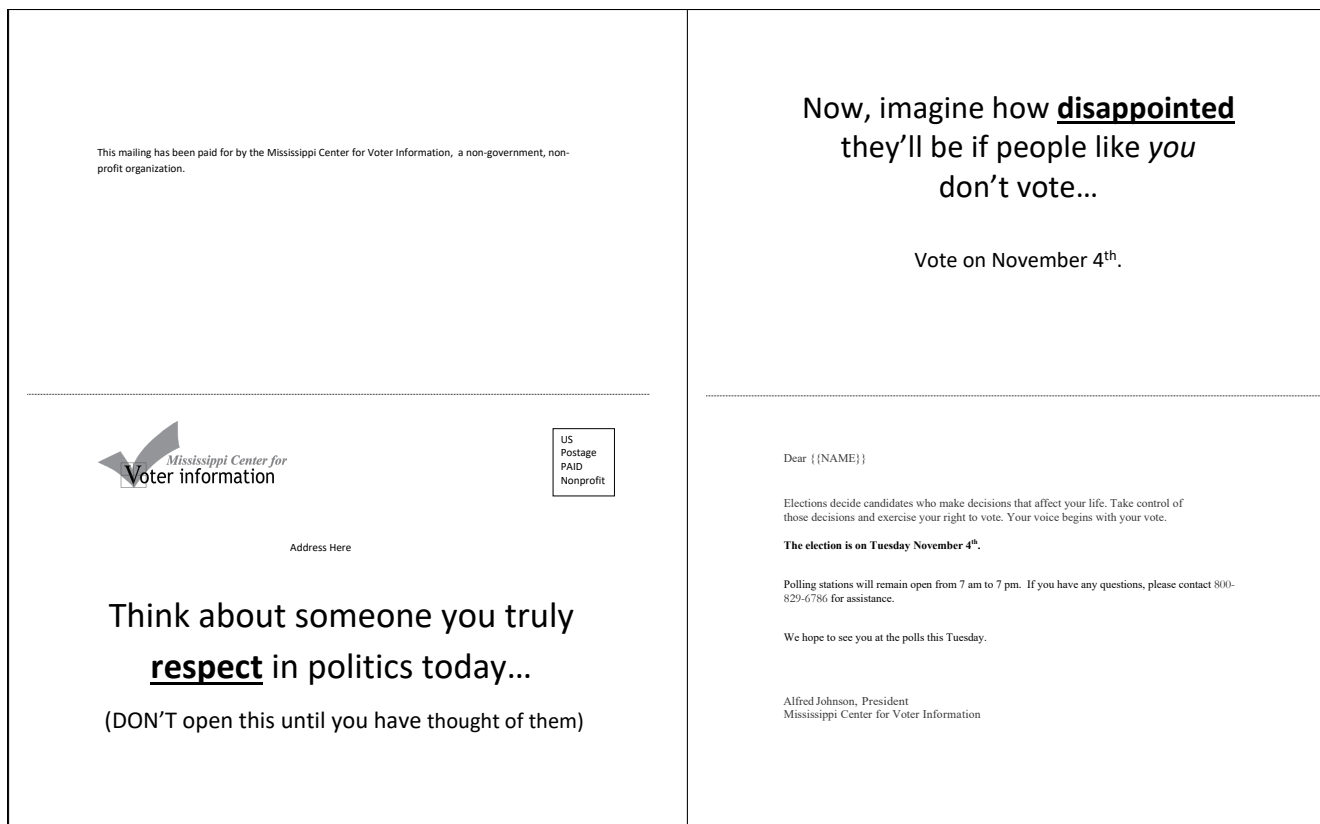 This mailing has been paid for by the Mississippi Center for Voter Information,  a non-government, non-
profit organization.
Mississippi Center for
Voter information
US
Postage
PAID
Nonprofit
Address Here
Think about someone you truly
respect in politics today…
(DON’T open this until you have thought of them)
Now, imagine how disappointed
they’ll be if people like you
don’t vote…
Vote on November 4th.
Dear {{NAME}}
Elections decide candidates who make decisions that affect your life. Take control of
those decisions and exercise your right to vote. Your voice begins with your vote.
The election is on Tuesday November 4th.
Polling stations will remain open from 7 am to 7 pm.  If you have any questions, please contact 800-
829-6786 for assistance.
We hope to see you at the polls this Tuesday.
Alfred Johnson, President
Mississippi Center for Voter Information